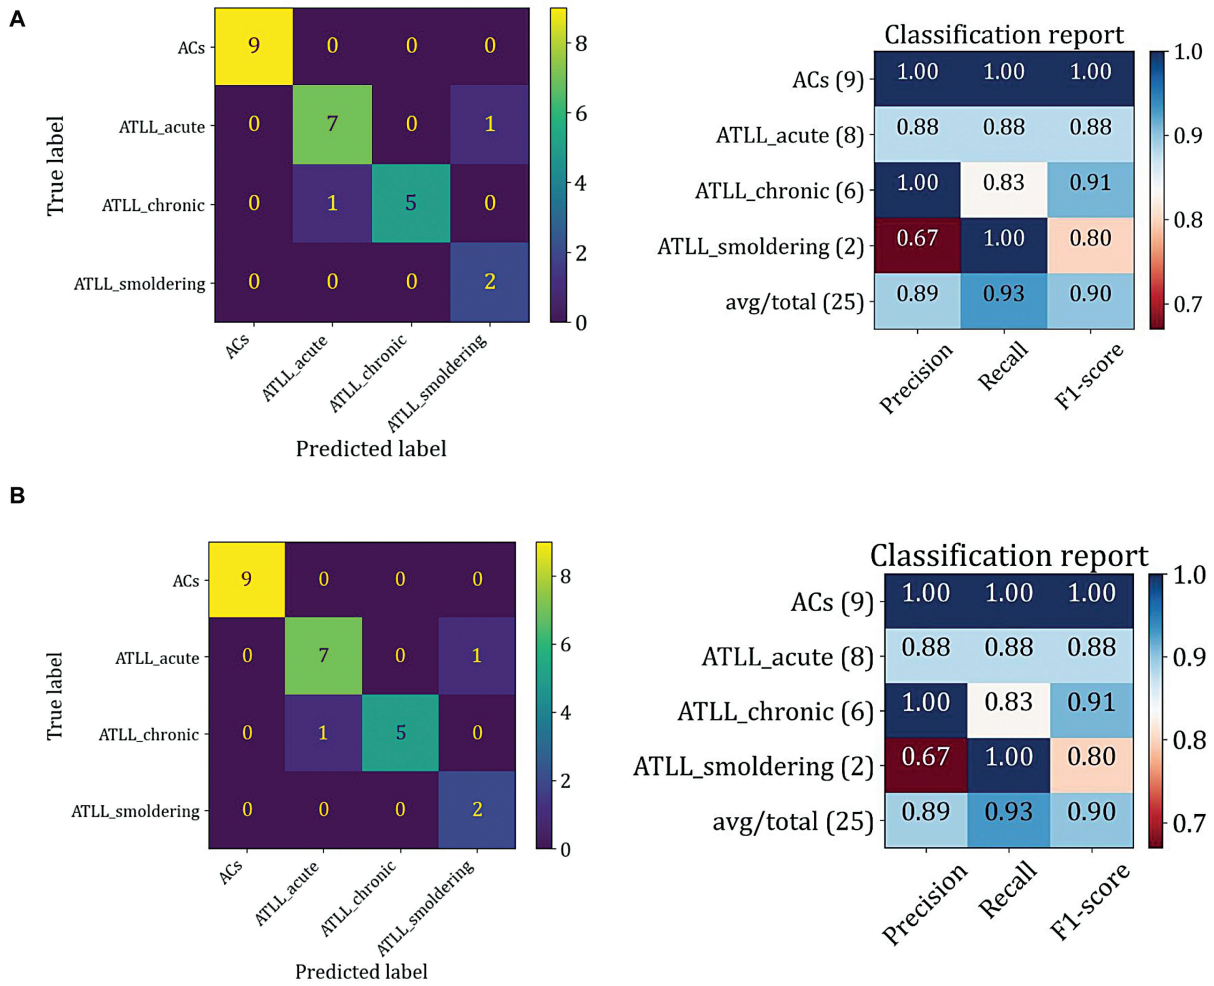 A
ACs 9 0 0 0
ATLL_acute 0 7 0 1
ATLL_chronic 0 1 5 0
ATLL_smoldering 0 0 0 2
True label
ACs
ATLL_acute
ATLL_chronic
ATLL_smoldering
Predicted label
8
6
4
2
0
Classification report
ACs (9) 1.00 1.00 1.00
ATLL_acute (8) 0.88 0.88 0.88
ATLL_chronic (6) 1.00 0.83 0.91
ATLL_smoldering (2) 0.67 1.00 0.80
avg/total (25) 0.89 0.93 0.90
Precision
Recall
F1-score
1.0
0.9
0.8
0.7
B
ACs 9 0 0 0
ATLL_acute 0 7 0 1
ATLL_chronic 0 1 5 0
ATLL_smoldering 0 0 0 2
True label
ACs
ATLL_acute
ATLL_chronic
ATLL_smoldering
Predicted label
8
6
4
2
0
Classification report
ACs (9) 1.00 1.00 1.00
ATLL_acute (8) 0.88 0.88 0.88
ATLL_chronic (6) 1.00 0.83 0.91
ATLL_smoldering (2) 0.67 1.00 0.80
avg/total (25) 0.89 0.93 0.90
Precision
Recall
F1-score
1.0
0.9
0.8
0.7